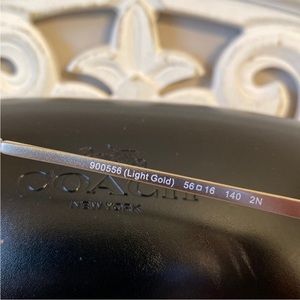 900556 (Light Gold) 56□16 140 2N
COACH
NEW YORK